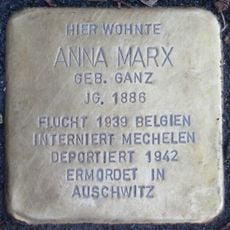 HIER WOHNTE
ANNA MARX
GEB. GANZ
JG. 1886
FLUCHT 1939 BELGIEN
INTERNIERT MECHELEN
DEPORTIERT 1942
ERMORDET IN
AUSCHWITZ